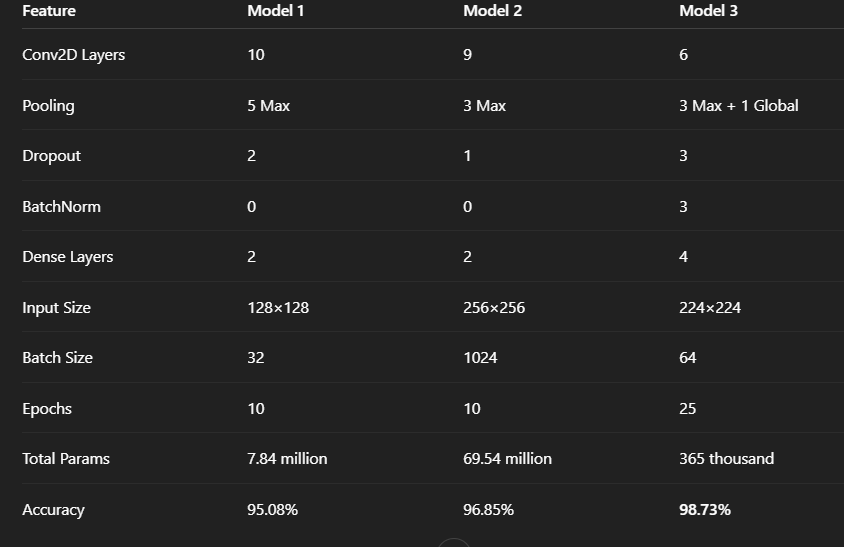 Feature Model 1 Model 2 Model 3
Conv2D Layers 10 9 6
Pooling 5 Max 3 Max 3 Max + 1 Global
Dropout 2 1 3
BatchNorm 0 0 3
Dense Layers 2 2 4
Input Size 128×128 256×256 224×224
Batch Size 32 1024 64
Epochs 10 10 25
Total Params 7.84 million 69.54 million 365 thousand
Accuracy 95.08% 96.85% 98.73%